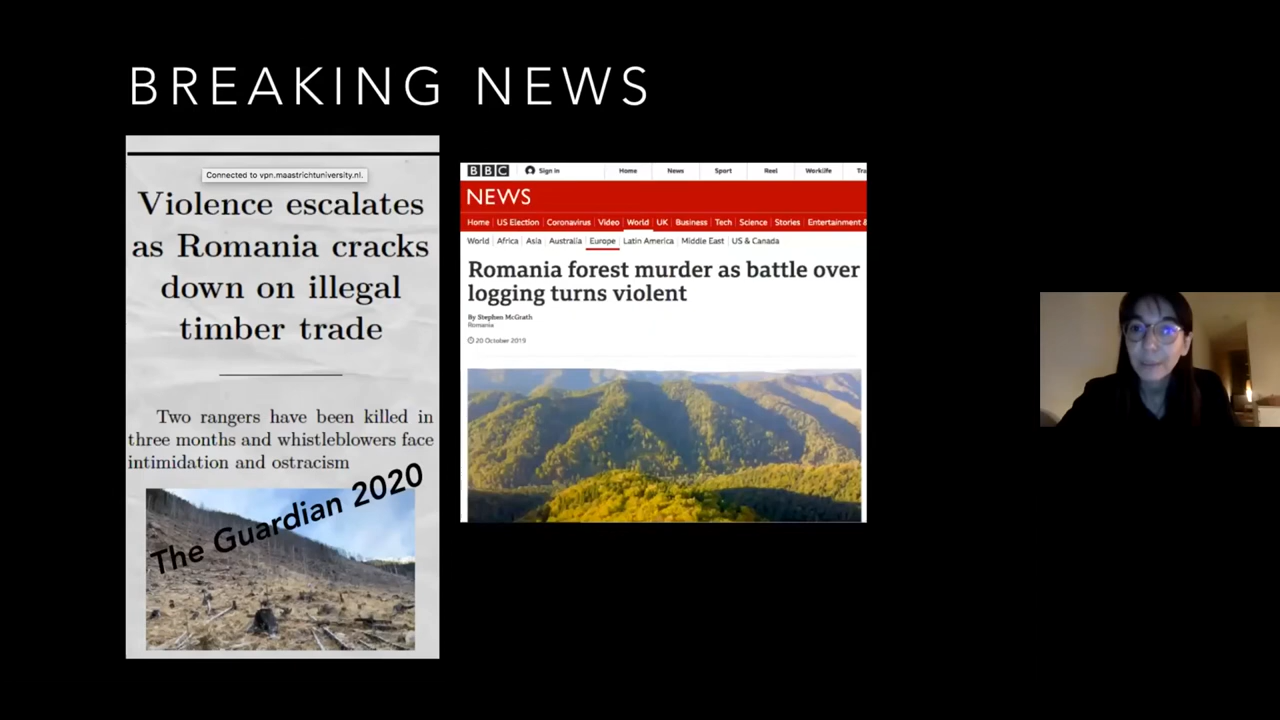 BREAKING NEWS
Connected to vpn.maastrichtuniversity.nl.
Violence escalates
as Romania cracks
down on illegal
timber trade
Two rangers have been killed in
three months and whistleblowers face
intimidation and ostracism
The Guardian 2020
BBC Sign in Home News Sport Reel Worklife Tra
NEWS
Home US Election Coronavirus Video World UK Business Tech Science Stories Entertainment &
World Africa Asia Australia Europe Latin America Middle East US & Canada
Romania forest murder as battle over
logging turns violent
By Stephen McGrath
Romania
20 October 2019